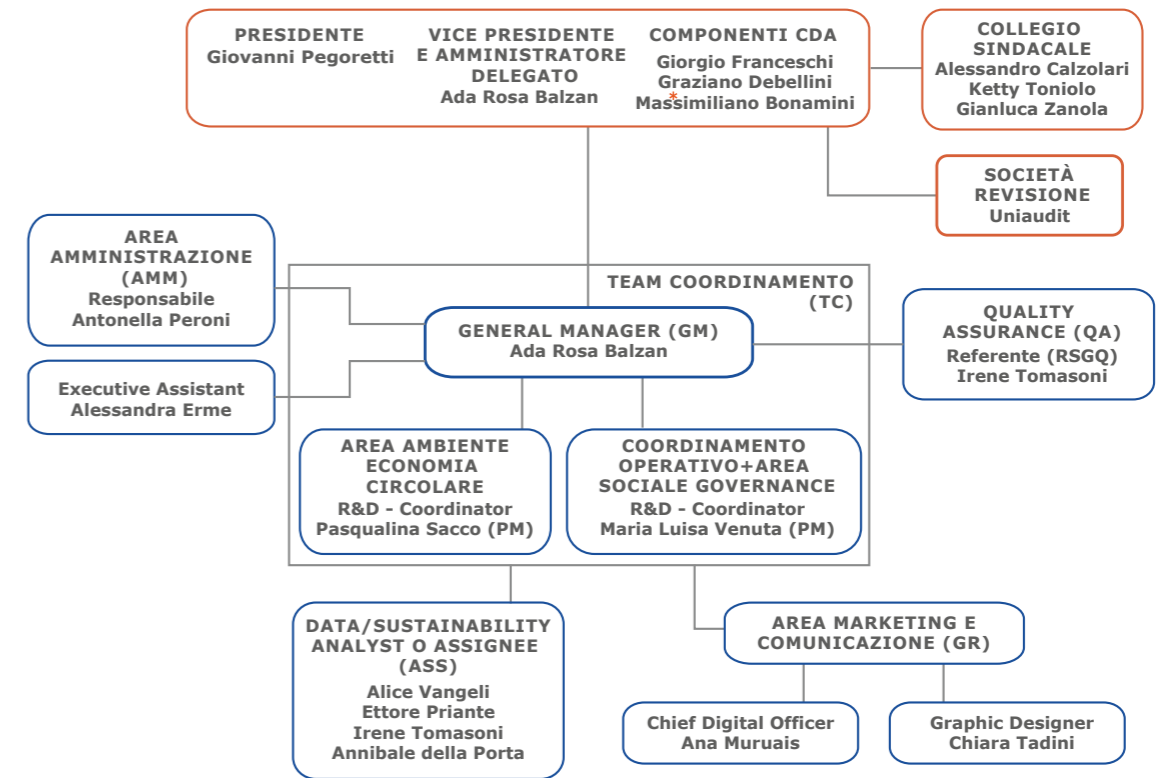 PRESIDENTE
Giovanni Pegoretti
VICE PRESIDENTE
E AMMINISTRATORE
DELEGATO
Ada Rosa Balzan
COMPONENTI CDA
Giorgio Franceschi
Graziano Debellini
*
Massimiliano Bonamini
COLLEGIO
SINDACALE
Alessandro Calzolari
Ketty Toniolo
Gianluca Zanola
SOCIETÀ
REVISIONE
Uniaudit
AREA
AMMINISTRAZIONE
(AMM)
Responsabile
Antonella Peroni
TEAM COORDINAMENTO
(TC)
GENERAL MANAGER (GM)
Ada Rosa Balzan
QUALITY
ASSURANCE (QA)
Referente (RSGQ)
Irene Tomasoni
Executive Assistant
Alessandra Erme
AREA AMBIENTE
ECONOMIA
CIRCOLARE
R&D - Coordinator
Pasqualina Sacco (PM)
COORDINAMENTO
OPERATIVO+AREA
SOCIALE GOVERNANCE
R&D - Coordinator
Maria Luisa Venuta (PM)
DATA/SUSTAINABILITY
ANALYST O ASSIGNEE
(ASS)
Alice Vangeli
Ettore Priante
Irene Tomasoni
Annibale della Porta
AREA MARKETING E
COMUNICAZIONE (GR)
Chief Digital Officer
Ana Muruais
Graphic Designer
Chiara Tadini